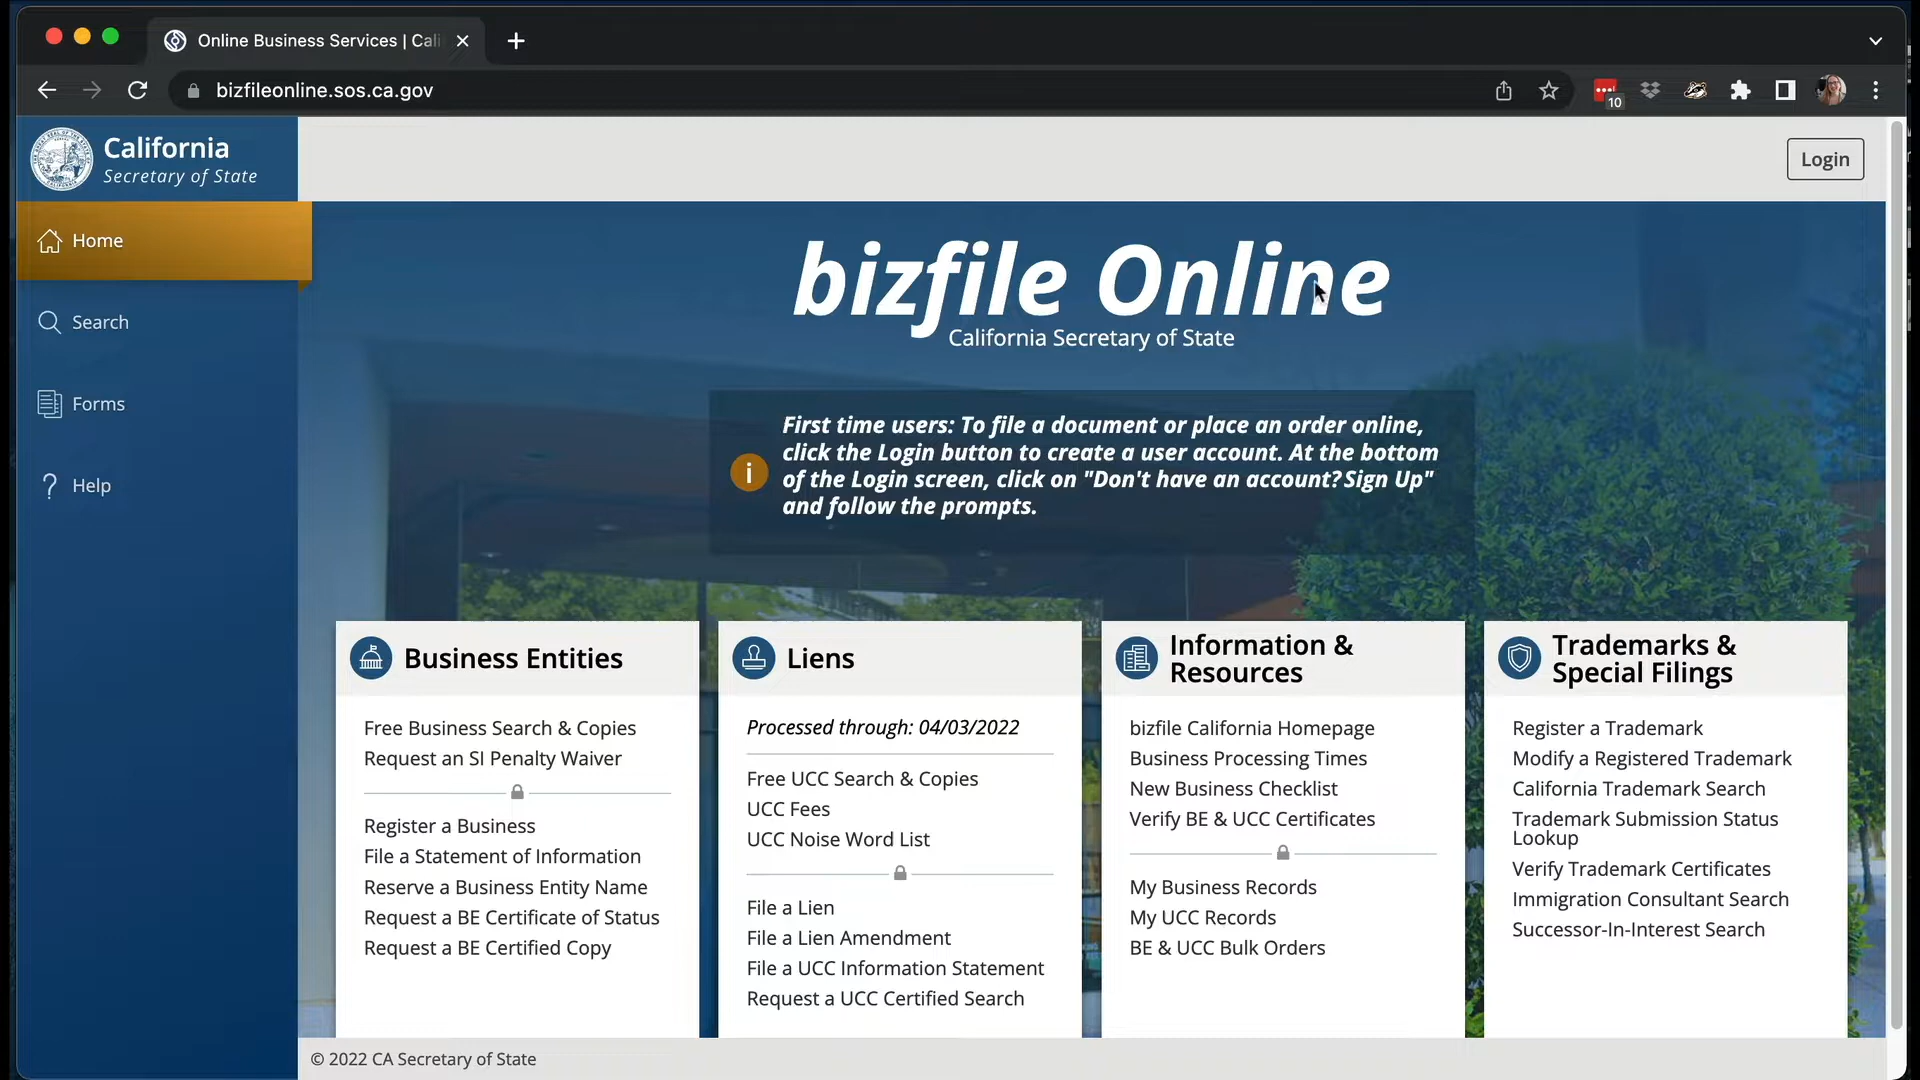 Online Business Services | Cali
bizfileonline.sos.ca.gov
10
California
Secretary of State
Login
Home
Search
Forms
Help
bizfile Online
California Secretary of State
First time users: To file a document or place an order online,
click the Login button to create a user account. At the bottom
of the Login screen, click on "Don't have an account? Sign Up"
and follow the prompts.
Business Entities
Free Business Search & Copies
Request an SI Penalty Waiver
Register a Business
File a Statement of Information
Reserve a Business Entity Name
Request a BE Certificate of Status
Request a BE Certified Copy
Liens
Processed through: 04/03/2022
Free UCC Search & Copies
UCC Fees
UCC Noise Word List
File a Lien
File a Lien Amendment
File a UCC Information Statement
Request a UCC Certified Search
Information &
Resources
bizfile California Homepage
Business Processing Times
New Business Checklist
Verify BE & UCC Certificates
My Business Records
My UCC Records
BE & UCC Bulk Orders
Trademarks &
Special Filings
Register a Trademark
Modify a Registered Trademark
California Trademark Search
Trademark Submission Status
Lookup
Verify Trademark Certificates
Immigration Consultant Search
Successor-In-Interest Search
© 2022 CA Secretary of State